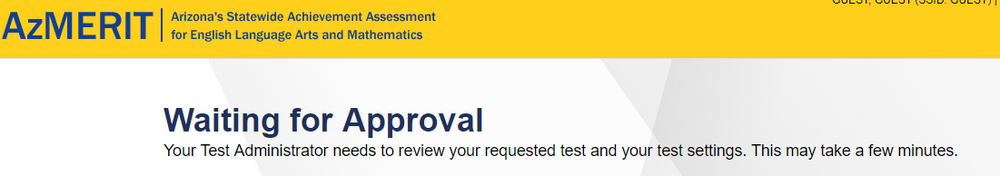 GUEST, GUEST (SSID: GUEST) |
AzMERIT
Arizona's Statewide Achievement Assessment
for English Language Arts and Mathematics
Waiting for Approval
Your Test Administrator needs to review your requested test and your test settings. This may take a few minutes.